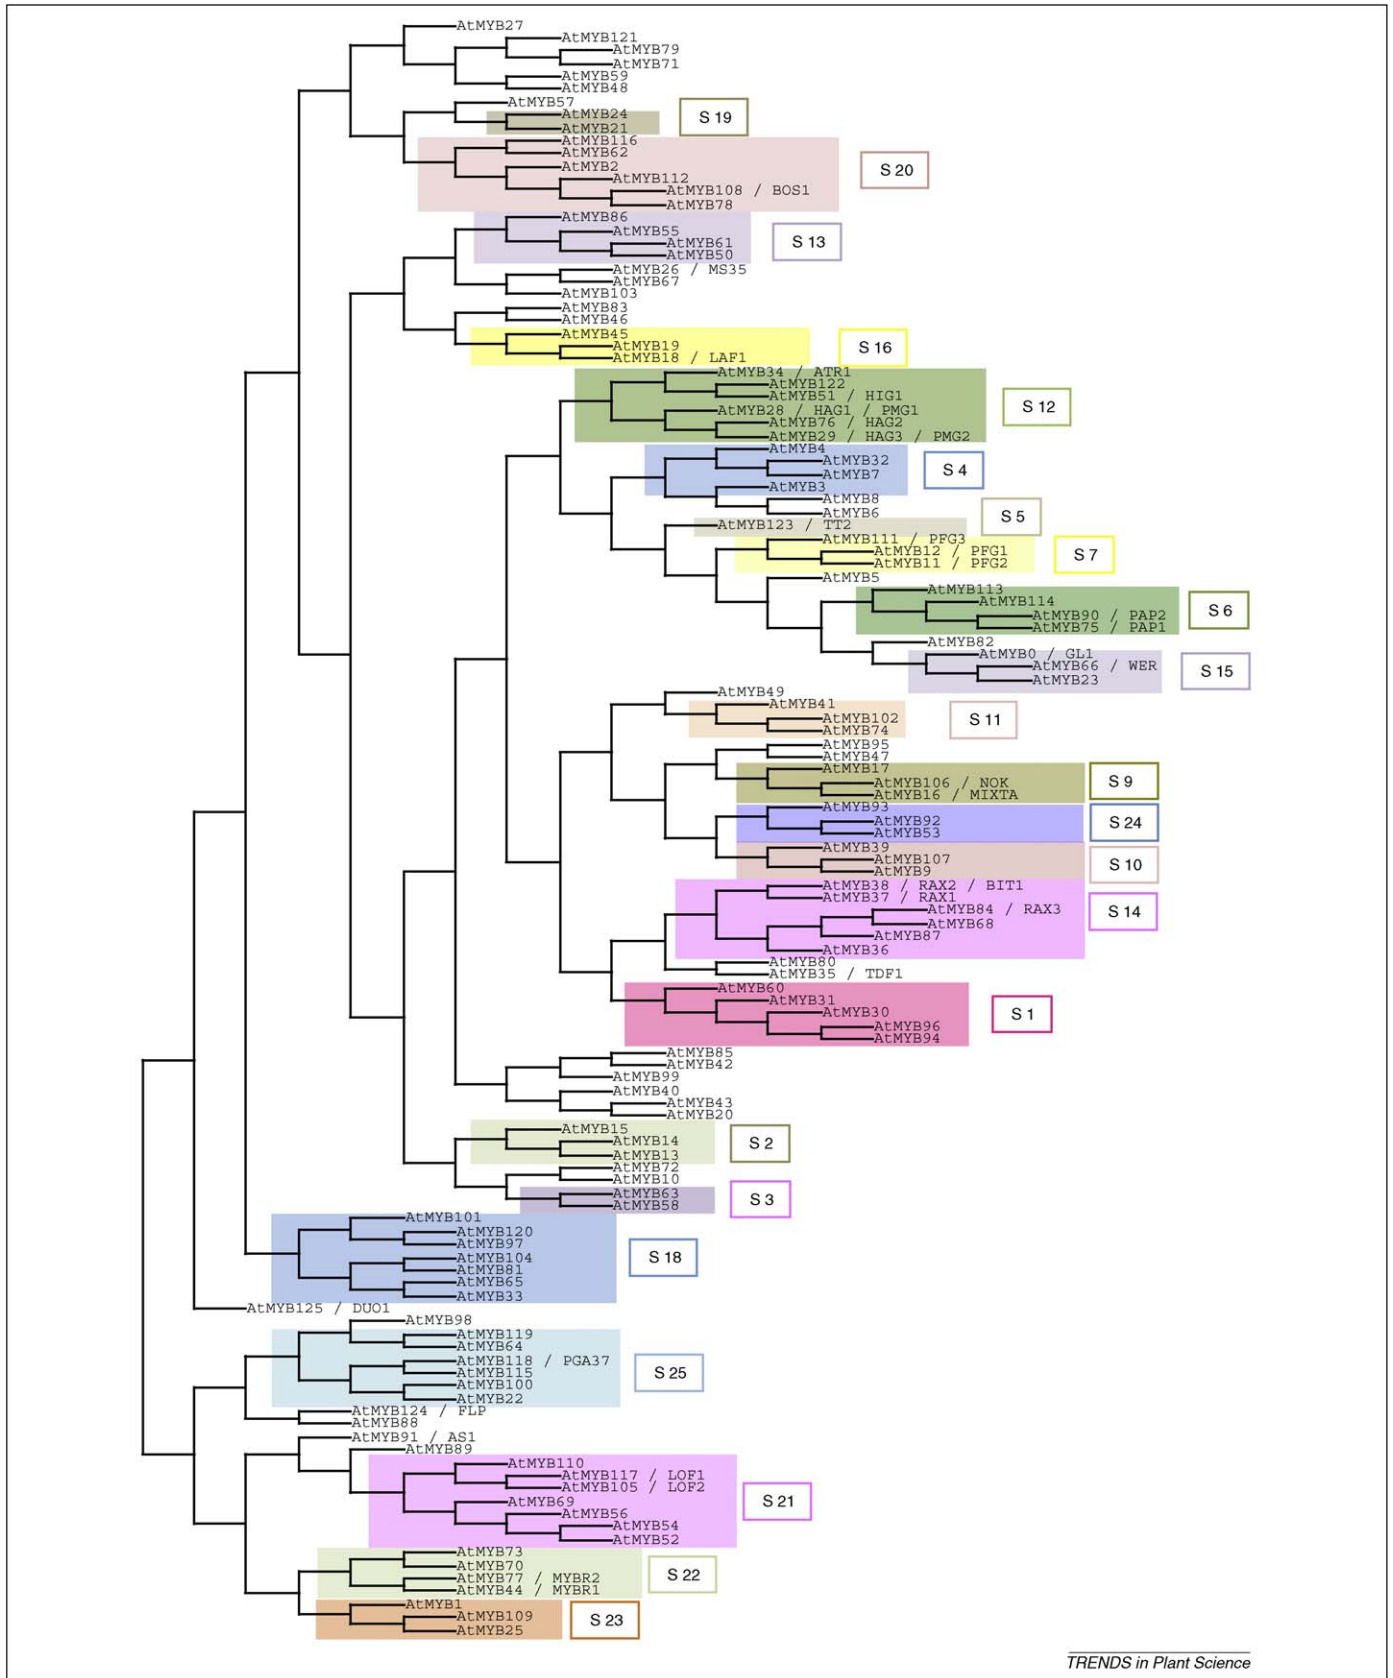 AtMYB27
AtMYB121
AtMYB79
AtMYB71
AtMYB59
AtMYB48
AtMYB57
AtMYB24
S 19
AtMYB21
AtMYB116
AtMYB62
AtMYB2
S 20
AtMYB112
AtMYB108 / BOS1
AtMYB78
AtMYB86
AtMYB55
S 13
AtMYB61
AtMYB50
AtMYB26 / MS35
AtMYB67
AtMYB103
AtMYB83
AtMYB46
AtMYB45
AtMYB19
S 16
AtMYB18 / LAF1
AtMYB34 / ATR1
AtMYB122
AtMYB51 / HIG1
S 12
AtMYB28 / HAG1 / PMG1
AtMYB76 / HAG2
AtMYB29 / HAG3 / PMG2
AtMYB4
AtMYB32
S 4
AtMYB7
AtMYB3
AtMYB8
AtMYB6
S 5
AtMYB123 / TT2
AtMYB111 / PFG3
AtMYB12 / PFG1
S 7
AtMYB11 / PFG2
AtMYB5
AtMYB113
AtMYB114
S 6
AtMYB90 / PAP2
AtMYB75 / PAP1
AtMYB82
AtMYB0 / GL1
AtMYB66 / WER
S 15
AtMYB23
AtMYB49
AtMYB41
AtMYB102
S 11
AtMYB74
AtMYB95
AtMYB47
AtMYB17
AtMYB106 / NOK
S 9
AtMYB16 / MIXTA
AtMYB93
AtMYB92
S 24
AtMYB53
AtMYB39
AtMYB107
S 10
AtMYB9
AtMYB38 / RAX2 / BIT1
AtMYB37 / RAX1
AtMYB84 / RAX3
S 14
AtMYB68
AtMYB87
AtMYB36
AtMYB80
AtMYB35 / TDF1
AtMYB60
AtMYB31
AtMYB30
S 1
AtMYB96
AtMYB94
AtMYB85
AtMYB42
AtMYB99
AtMYB40
AtMYB43
AtMYB20
AtMYB15
AtMYB14
S 2
AtMYB13
AtMYB72
AtMYB10
AtMYB63
S 3
AtMYB58
AtMYB101
AtMYB120
AtMYB97
AtMYB104
S 18
AtMYB81
AtMYB65
AtMYB33
AtMYB125 / DUO1
AtMYB98
AtMYB119
AtMYB64
AtMYB118 / PGA37
AtMYB115
S 25
AtMYB100
AtMYB22
AtMYB124 / FLP
AtMYB88
AtMYB91 / AS1
AtMYB89
AtMYB110
AtMYB117 / LOF1
AtMYB105 / LOF2
S 21
AtMYB69
AtMYB56
AtMYB54
AtMYB52
AtMYB73
AtMYB70
S 22
AtMYB77 / MYBR2
AtMYB44 / MYBR1
AtMYB1
AtMYB109
S 23
AtMYB25
TRENDS in Plant Science